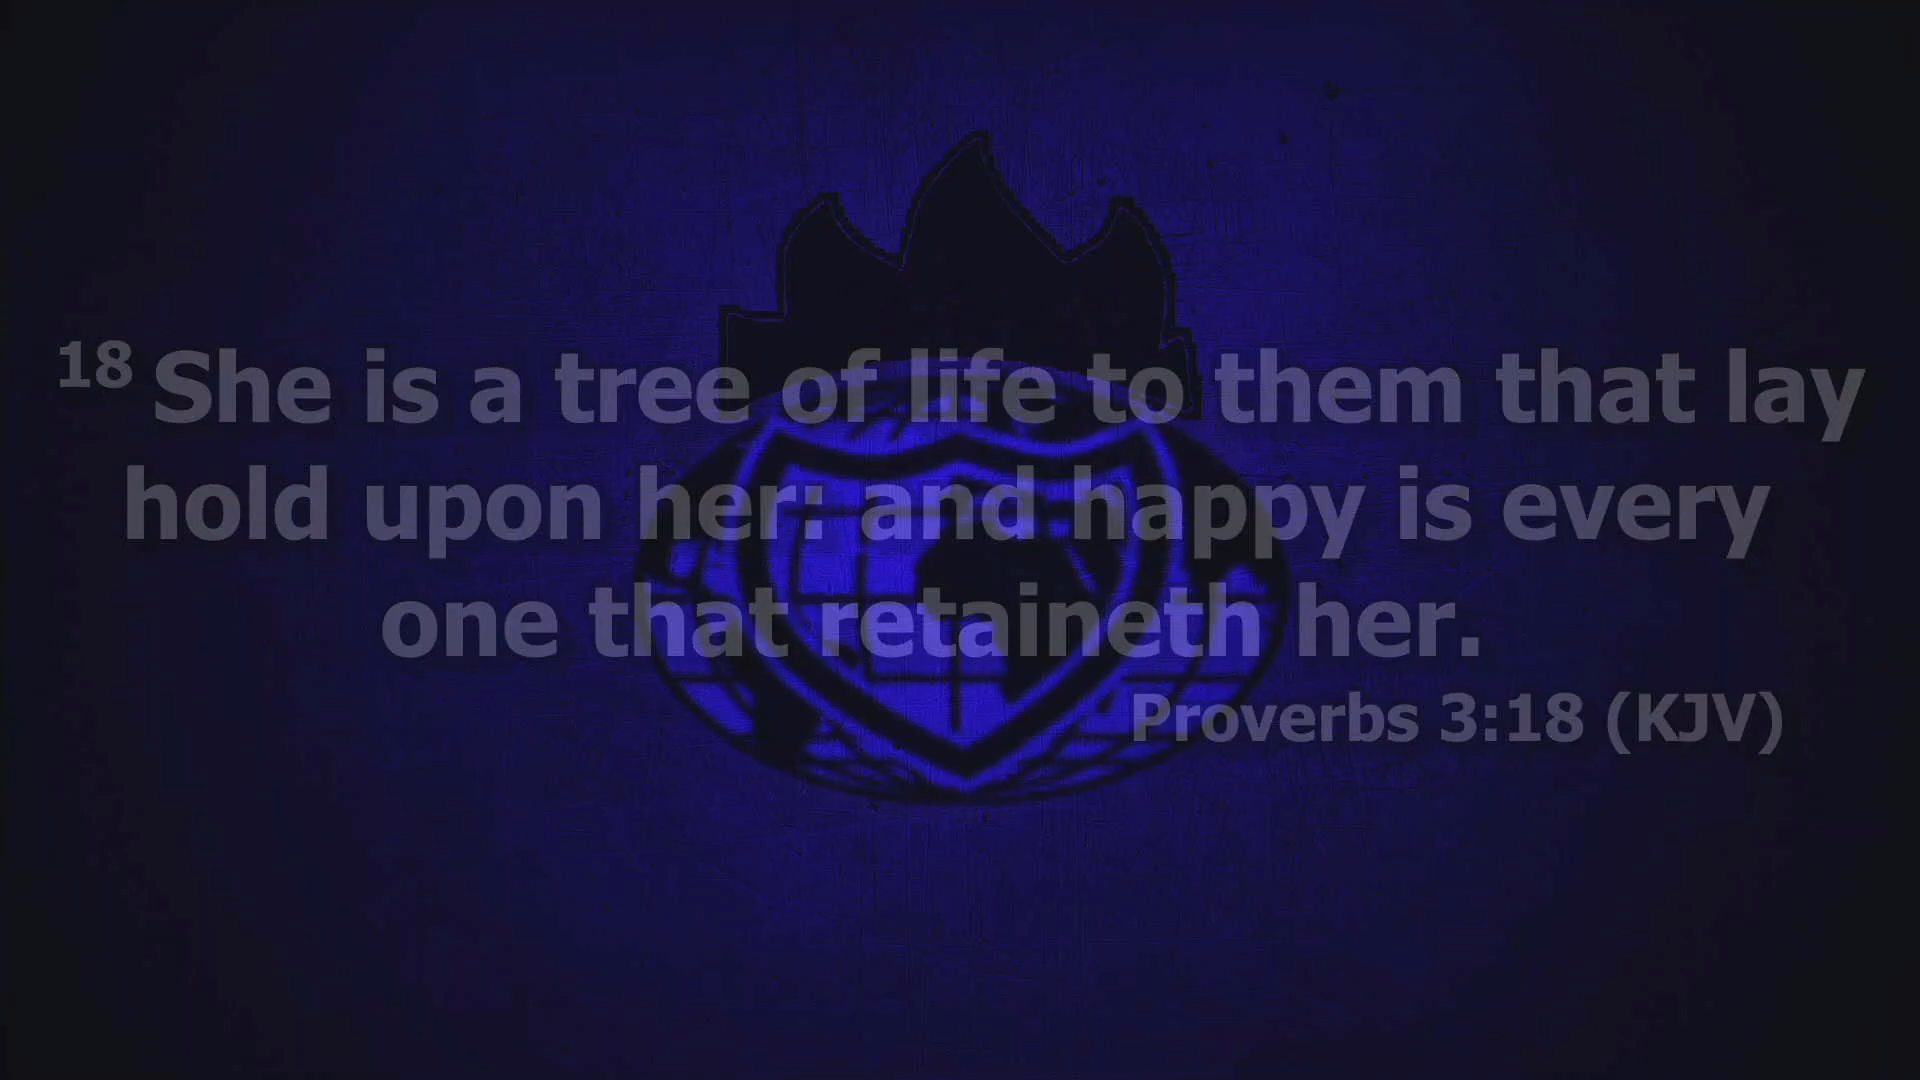 18 She is a tree of life to them that lay
hold upon her: and happy is every
one that retaineth her.
Proverbs 3:18 (KJV)